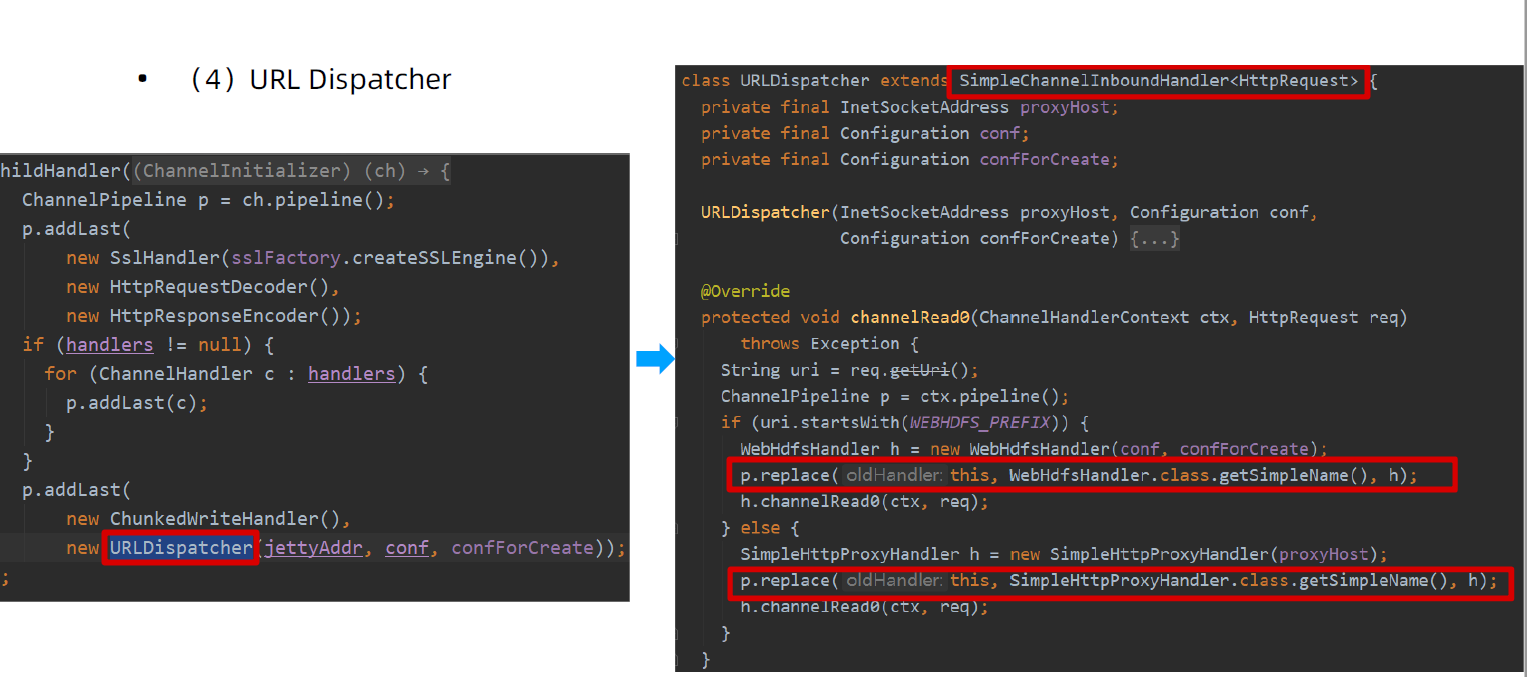 • （4）URL Dispatcher
hildHandler((ChannelInitializer) (ch) → {
ChannelPipeline p = ch.pipeline();
p.addLast(
new SslHandler(sslFactory.createSSLEngine()),
new HttpRequestDecoder(),
new HttpResponseEncoder());
if (handlers != null) {
for (ChannelHandler c : handlers) {
p.addLast(c);
}
}
p.addLast(
new ChunkedWriteHandler(),
new URLDispatcher(jettyAddr, conf, confForCreate));
;
class URLDispatcher extends SimpleChannelInboundHandler<HttpRequest> {
private final InetSocketAddress proxyHost;
private final Configuration conf;
private final Configuration confForCreate;
URLDispatcher(InetSocketAddress proxyHost, Configuration conf,
Configuration confForCreate) {...}
@Override
protected void channelRead0(ChannelHandlerContext ctx, HttpRequest req)
throws Exception {
String uri = req.getUri();
ChannelPipeline p = ctx.pipeline();
if (uri.startsWith(WEBHDFS_PREFIX)) {
WebHdfsHandler h = new WebHdfsHandler(conf, confForCreate);
p.replace( oldHandler: this, WebHdfsHandler.class.getSimpleName(), h);
h.channelRead0(ctx, req);
} else {
SimpleHttpProxyHandler h = new SimpleHttpProxyHandler(proxyHost);
p.replace( oldHandler: this, SimpleHttpProxyHandler.class.getSimpleName(), h);
h.channelRead0(ctx, req);
}
}